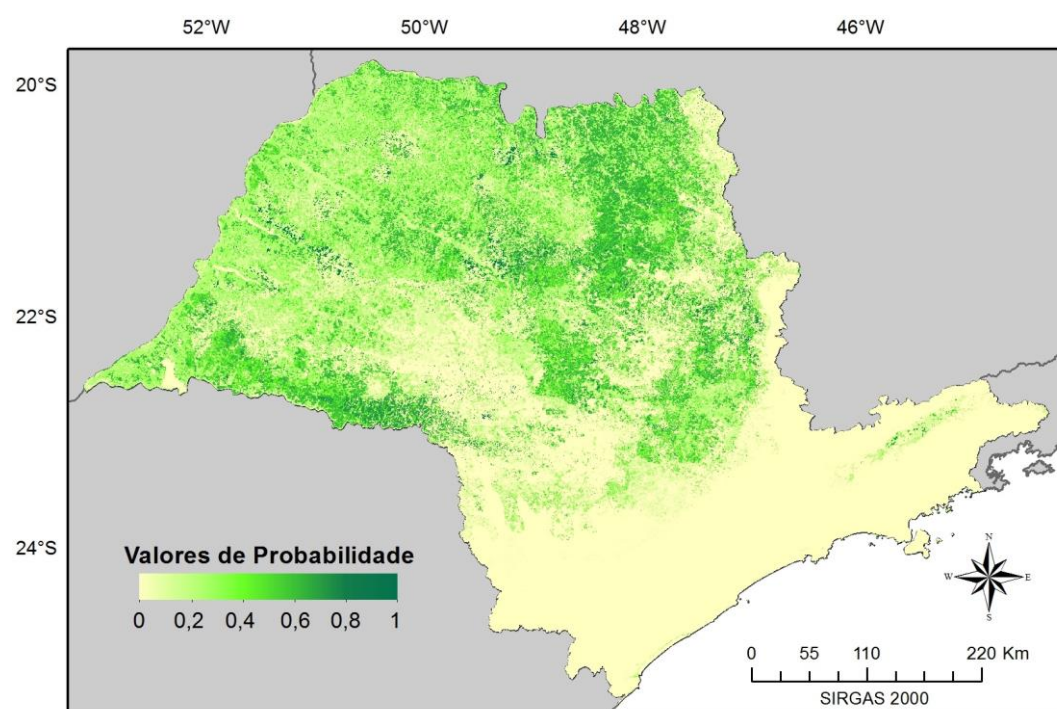 52°W 50°W 48°W 46°W
20°S
22°S
24°S
Valores de Probabilidade
0 0,2 0,4 0,6 0,8 1
N
W E
S
0 55 110 220 Km
SIRGAS 2000